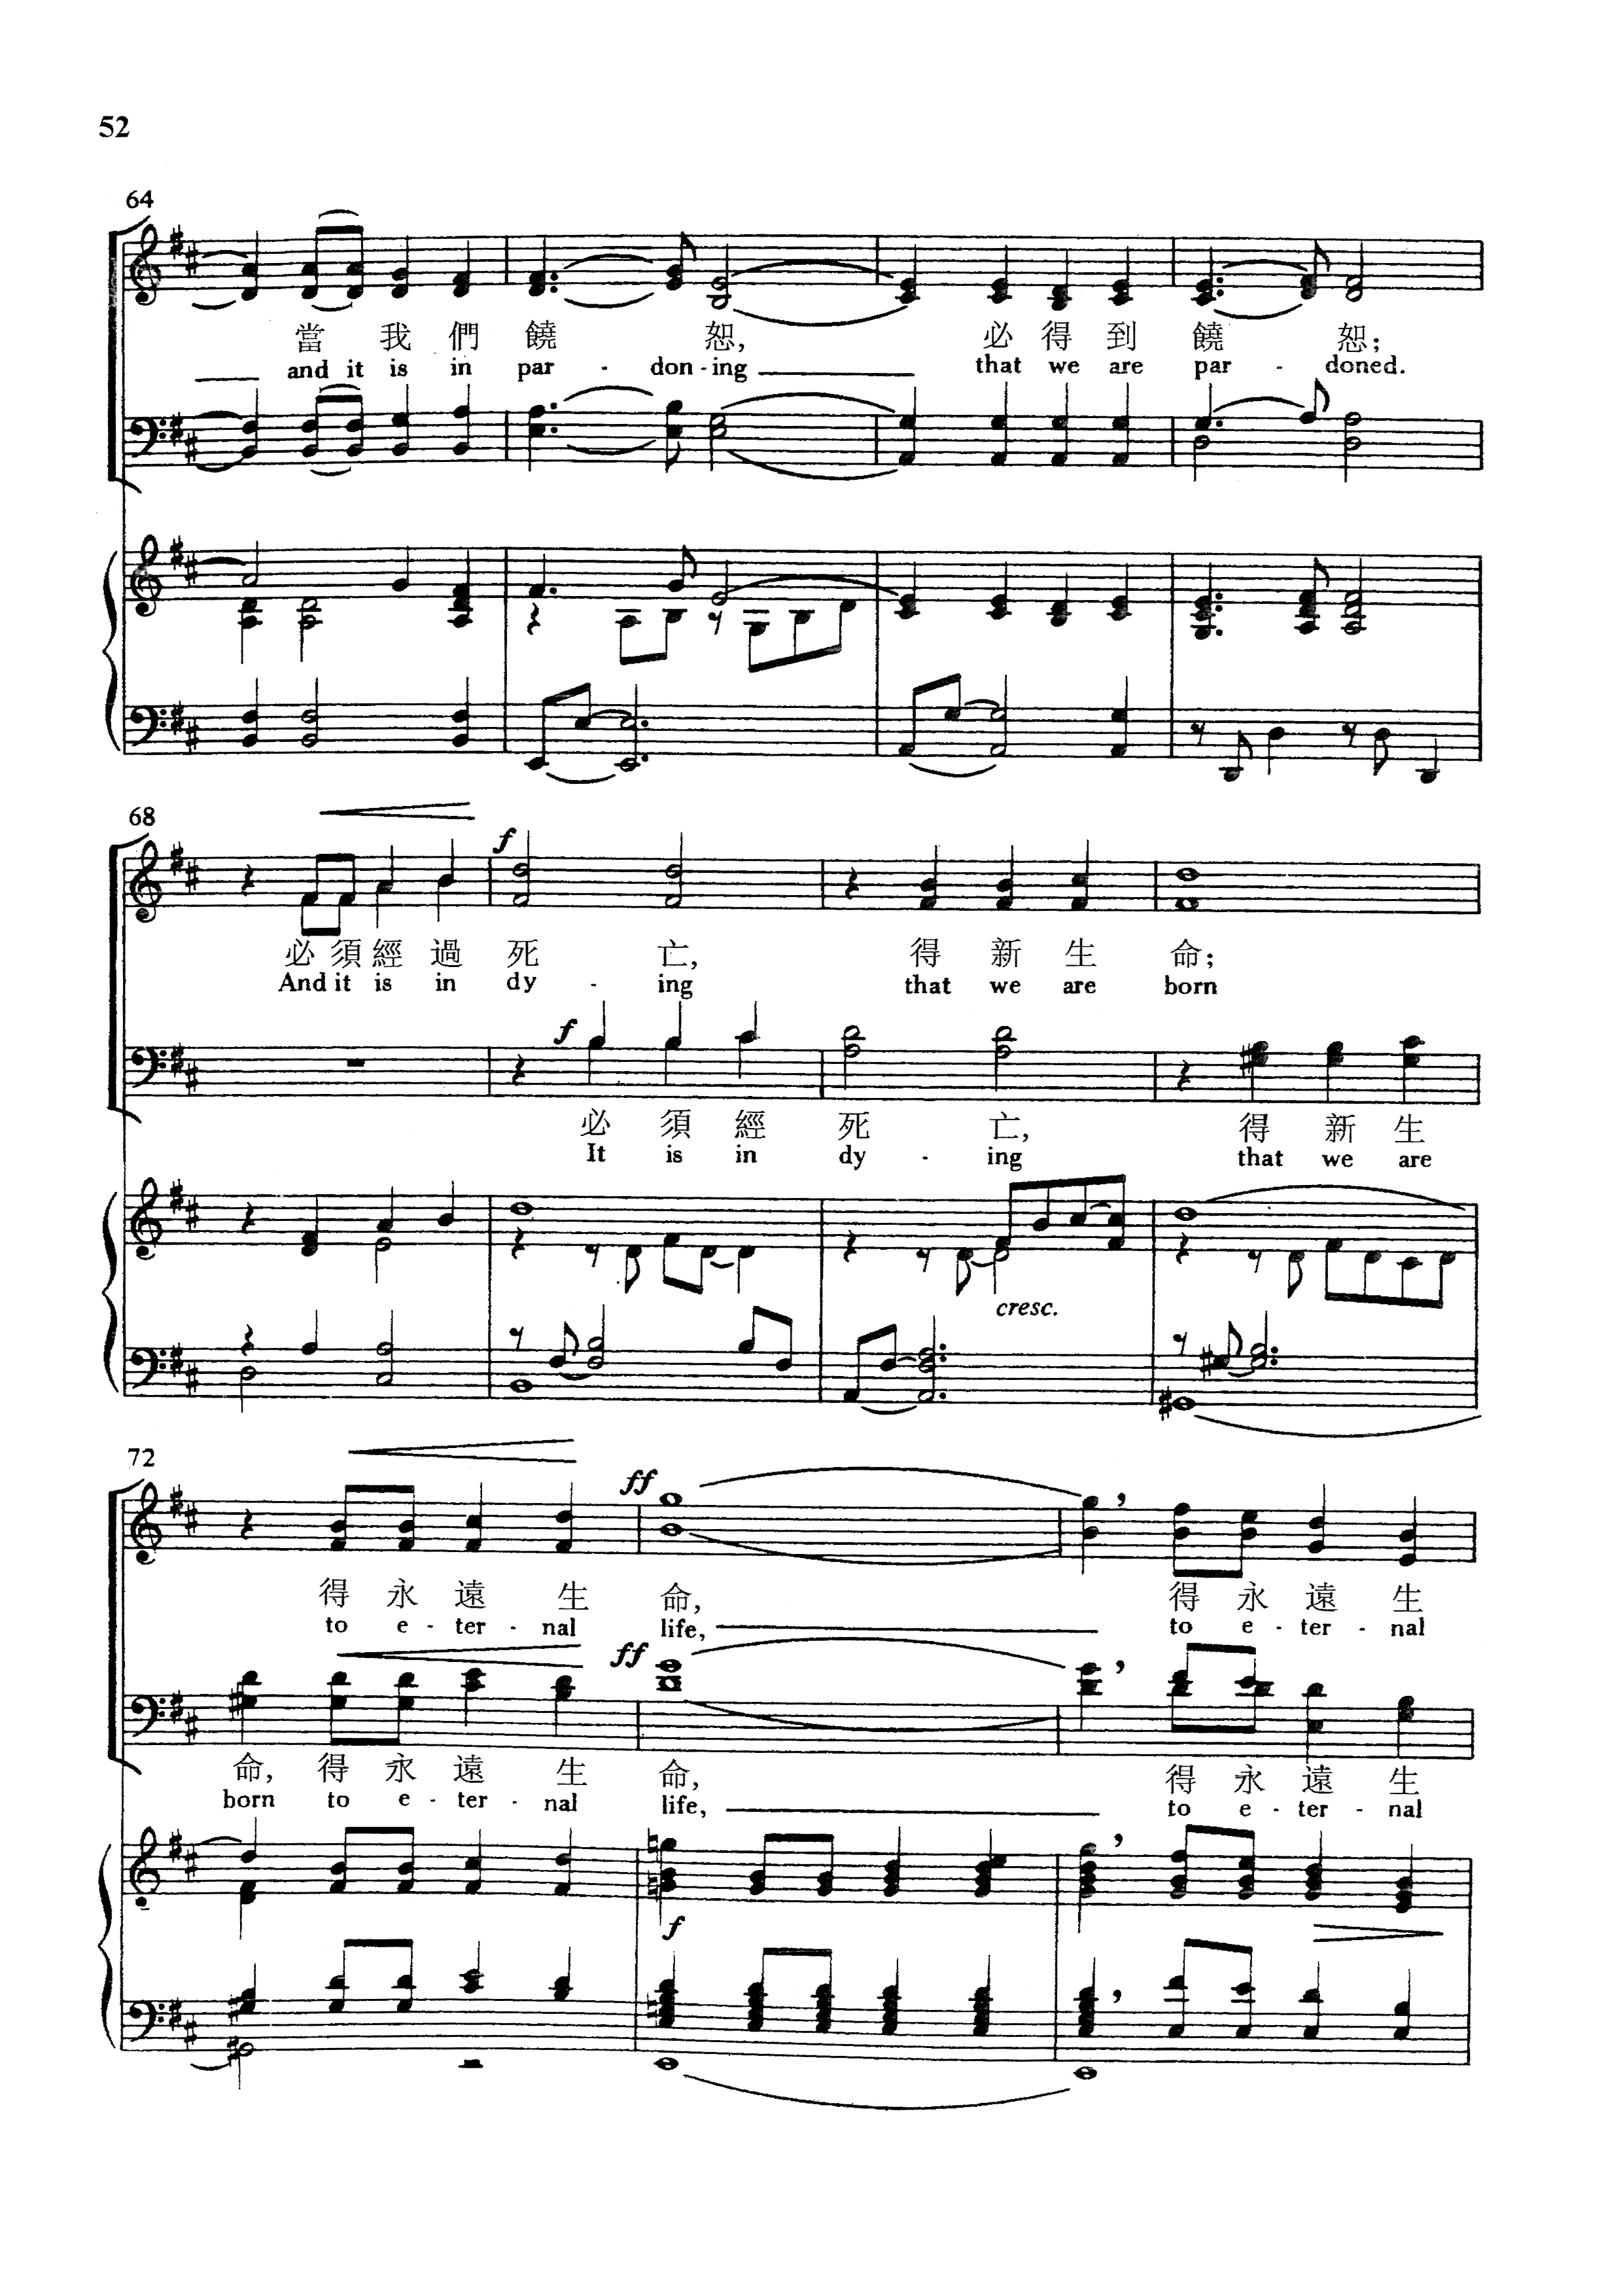 52
64
當 我 們 饒 恕, 必 得 到 饒 恕;
and it is in par - don - ing that we are par - doned.
68
f
必 須 經 過 死 亡, 得 新 生 命;
And it is in dy - ing that we are born
f
必 須 經 死 亡, 得 新 生
It is in dy - ing that we are
cresc.
72
ff
得 永 遠 生 命, 得 永 遠 生
to e - ter - nal life, to e - ter - nal
ff
命, 得 永 遠 生 命, 得 永 遠 生
born to e - ter - nal life, to e - ter - nal
f